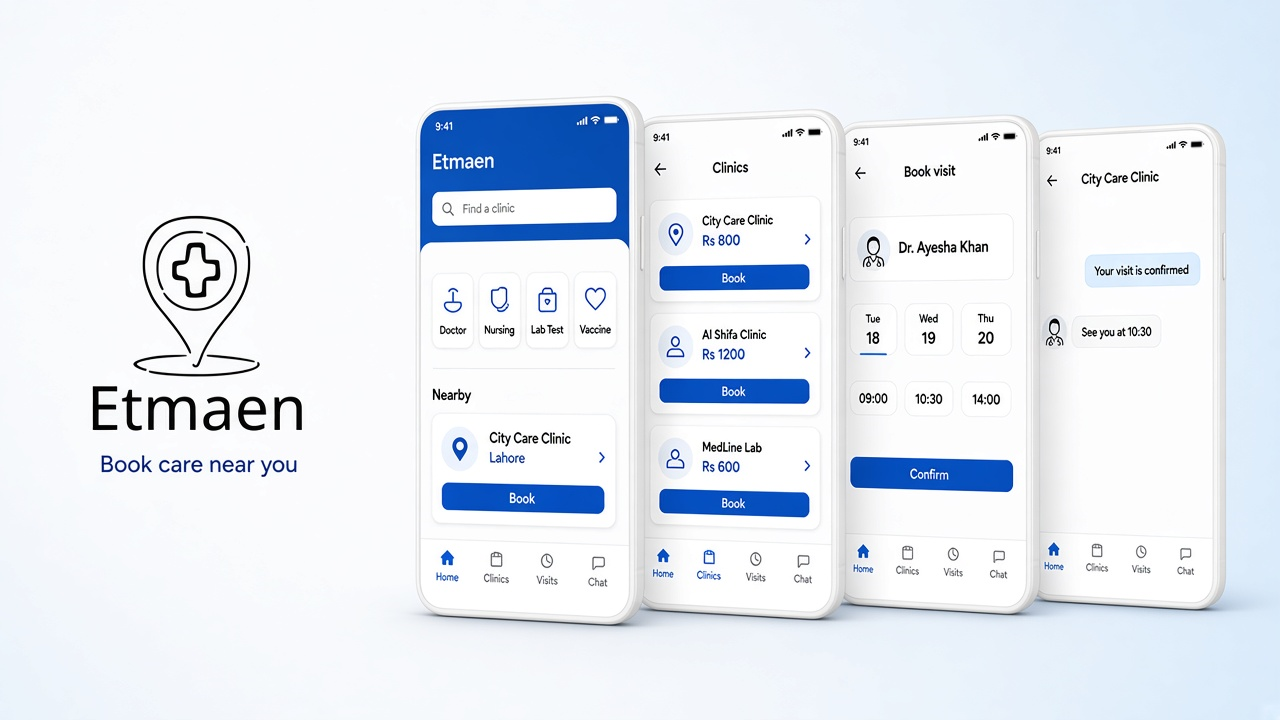 Etmaen
Book care near you
9:41
Etmaen
Find a clinic
Doctor
Nursing
Lab Test
Vaccine
Nearby
City Care Clinic
Lahore
Book
Home
Clinics
Visits
Chat
9:41
Clinics
City Care Clinic
Rs 800
Book
Al Shifa Clinic
Rs 1200
Book
MedLine Lab
Rs 600
Book
Home
Clinics
Visits
Chat
9:41
Book visit
Dr. Ayesha Khan
Tue
18
Wed
19
Thu
20
09:00
10:30
14:00
Confirm
Home
Clinics
Visits
Chat
9:41
City Care Clinic
Your visit is confirmed
See you at 10:30
Home
Clinics
Visits
Chat